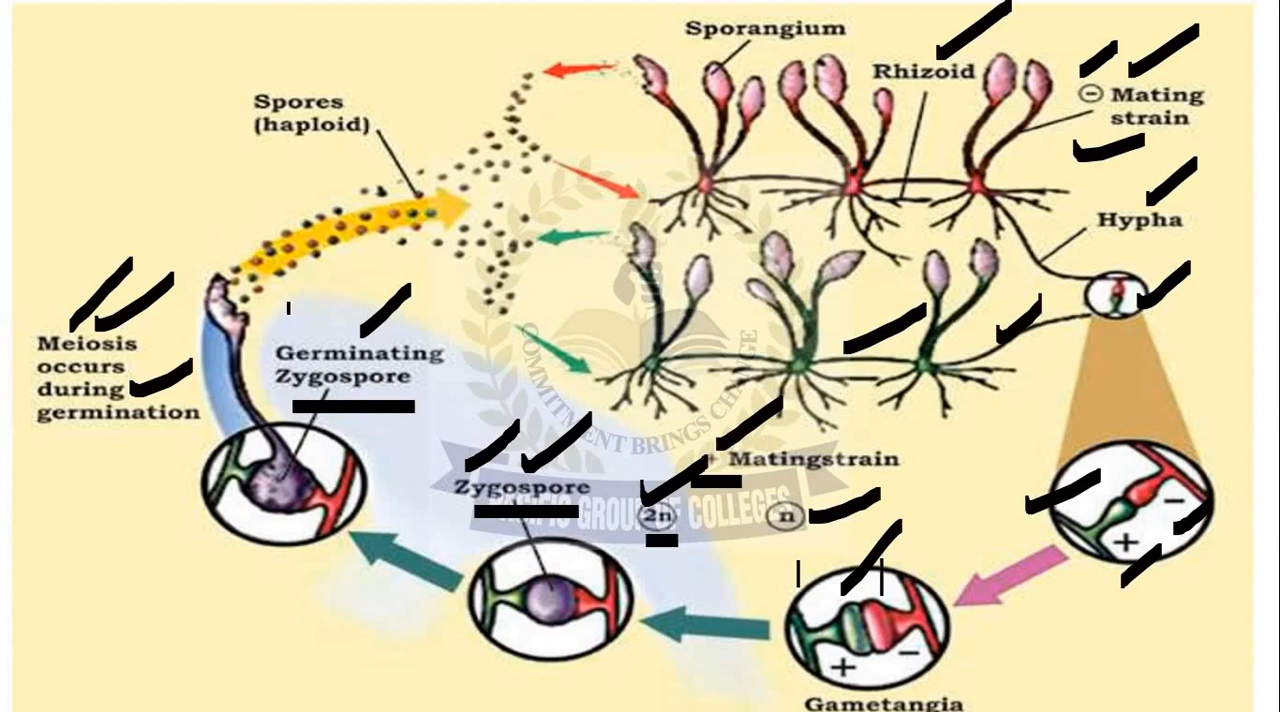 Sporangium
Rhizoid
Spores
(haploid)
⊖ Mating
strain
Hypha
Meiosis
occurs
during
germination
Germinating
Zygospore
COMMITMENT BRINGS CHANGE
+ Matingstrain
Zygospore
GROUP OF COLLEGES
2n
n
−
+
+
−
Gametangia